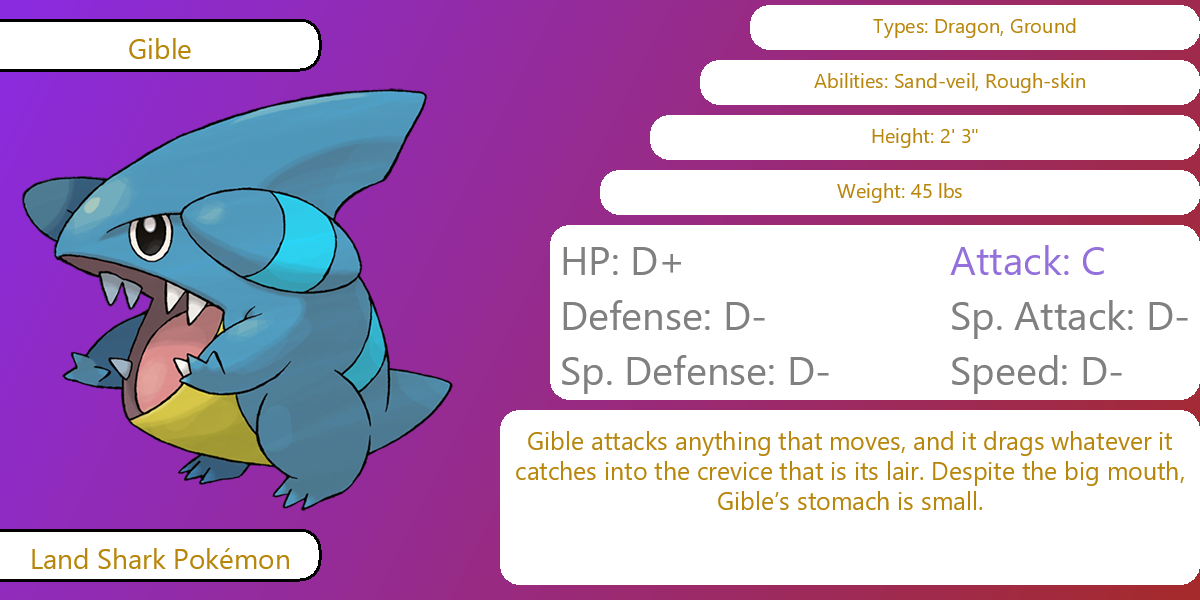 Gible
Types: Dragon, Ground
Abilities: Sand-veil, Rough-skin
Height: 2' 3"
Weight: 45 lbs
HP: D+
Attack: C
Defense: D-
Sp. Attack: D-
Sp. Defense: D-
Speed: D-
Gible attacks anything that moves, and it drags whatever it
catches into the crevice that is its lair. Despite the big mouth,
Gible’s stomach is small.
Land Shark Pokémon